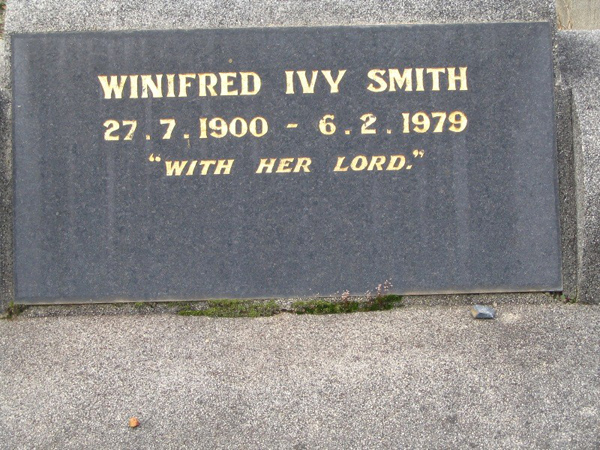 WINIFRED IVY SMITH
27.7.1900 - 6.2.1979
"WITH HER LORD."